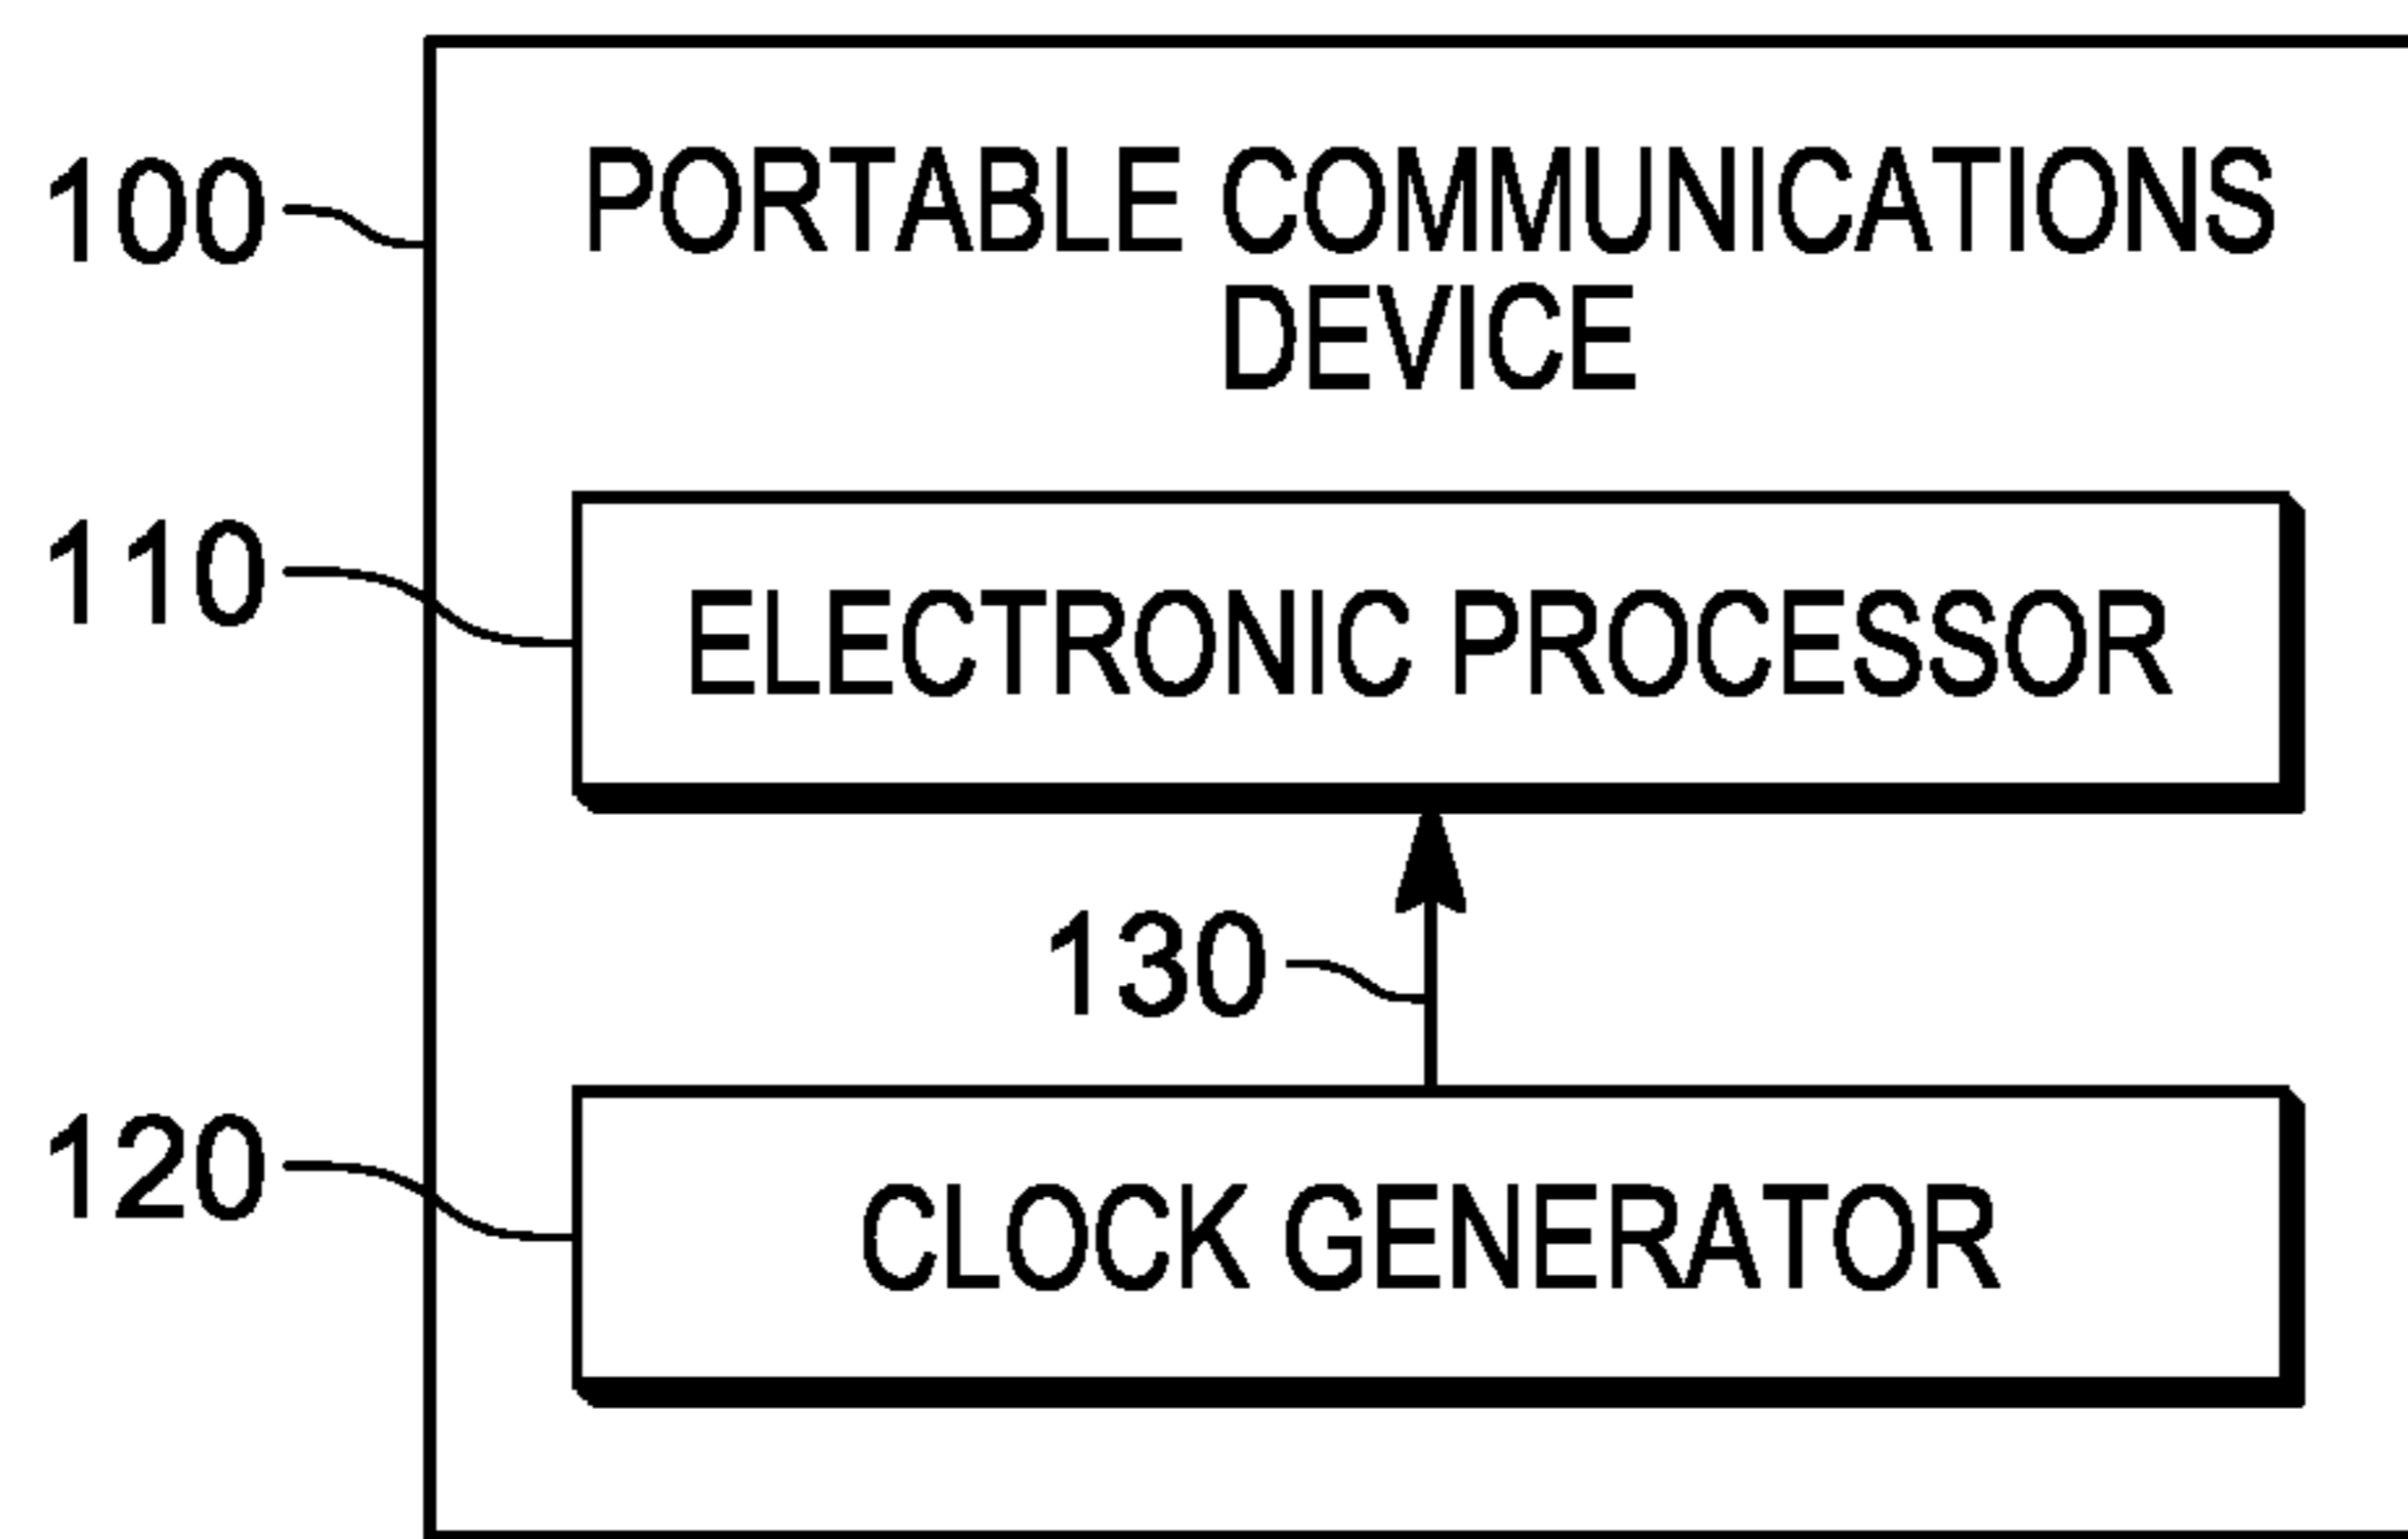 100
PORTABLE COMMUNICATIONS
DEVICE
110
ELECTRONIC PROCESSOR
130
120
CLOCK GENERATOR